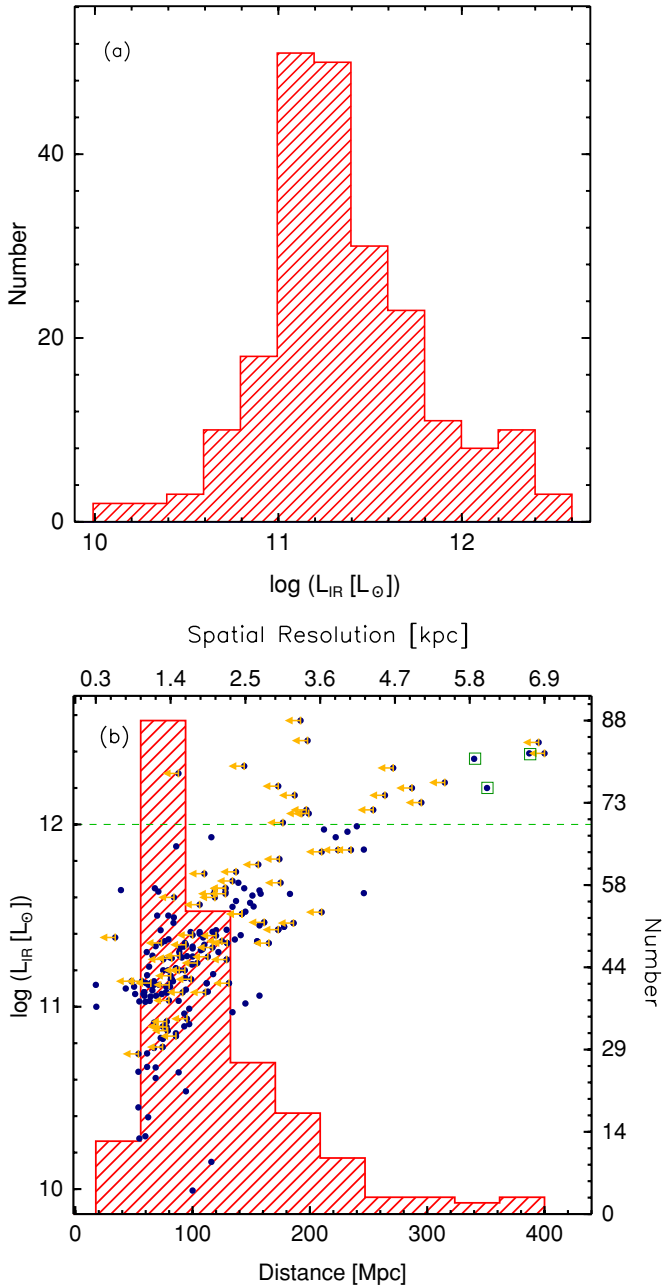 (a)
40
20
0
Number
10 11 12
log (L_IR [L_⊙])
Spatial Resolution [kpc]
0.3 1.4 2.5 3.6 4.7 5.8 6.9
(b)
12
11
10
log (L_IR [L_⊙])
88
73
58
44
29
14
0
Number
0 100 200 300 400
Distance [Mpc]